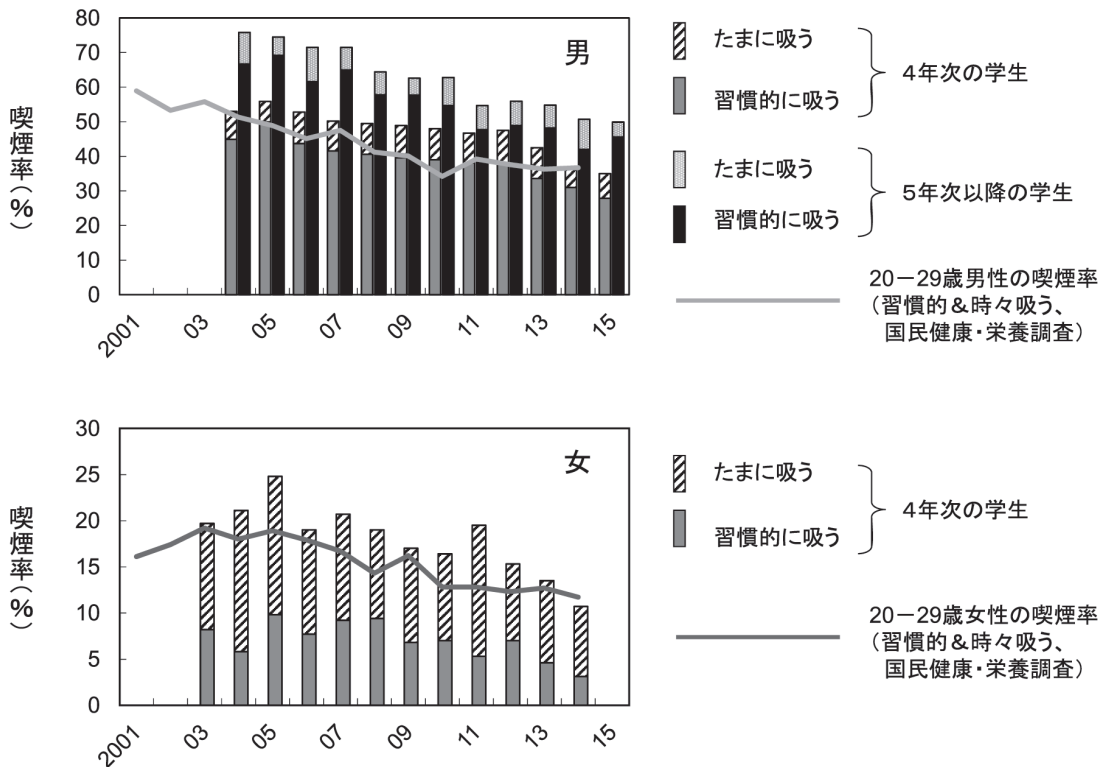 80
70
60
50
40
30
20
10
0
喫煙率(%)
男
2001
03
05
07
09
11
13
15
たまに吸う
習慣的に吸う
4年次の学生
たまに吸う
習慣的に吸う
5年次以降の学生
20-29歳男性の喫煙率
(習慣的&時々吸う、
国民健康・栄養調査)
30
25
20
15
10
5
0
喫煙率(%)
女
2001
03
05
07
09
11
13
15
たまに吸う
習慣的に吸う
4年次の学生
20-29歳女性の喫煙率
(習慣的&時々吸う、
国民健康・栄養調査)